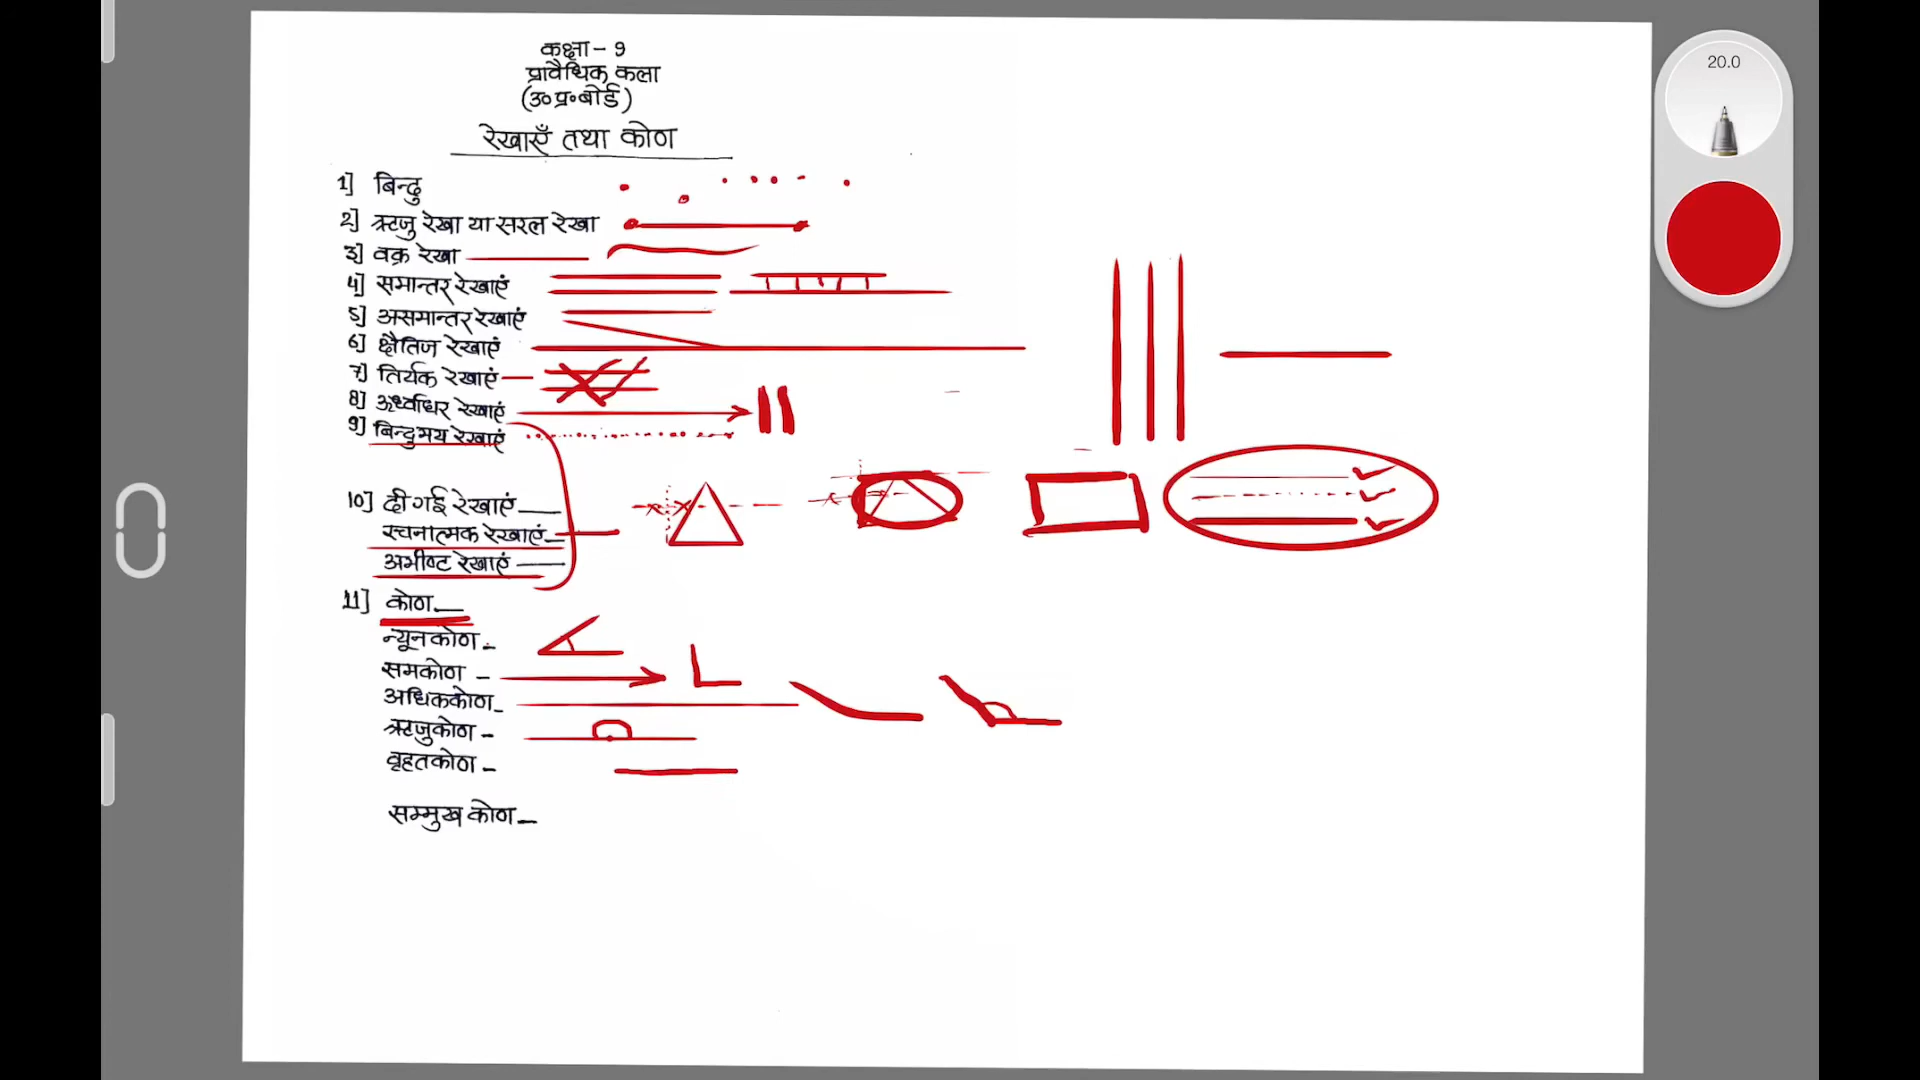 कक्षा - 9
प्रावैधिक कला
(उ० प्र० बोर्ड)
रेखाएँ तथा कोण
1] बिन्दु
2] ऋजु रेखा या सरल रेखा
3] वक्र रेखा
4] समान्तर रेखाएं
5] असमान्तर रेखाएं
6] क्षैतिज रेखाएं
7] तिर्यक रेखाएं
8] ऊर्ध्वाधर रेखाएं
9] बिन्दुमय रेखाएं
10] दी गई रेखाएं
रचनात्मक रेखाएं
अभीष्ट रेखाएं
11] कोण
न्यूनकोण -
समकोण -
अधिककोण -
ऋजुकोण -
वृहतकोण -
सम्मुख कोण -
20.0